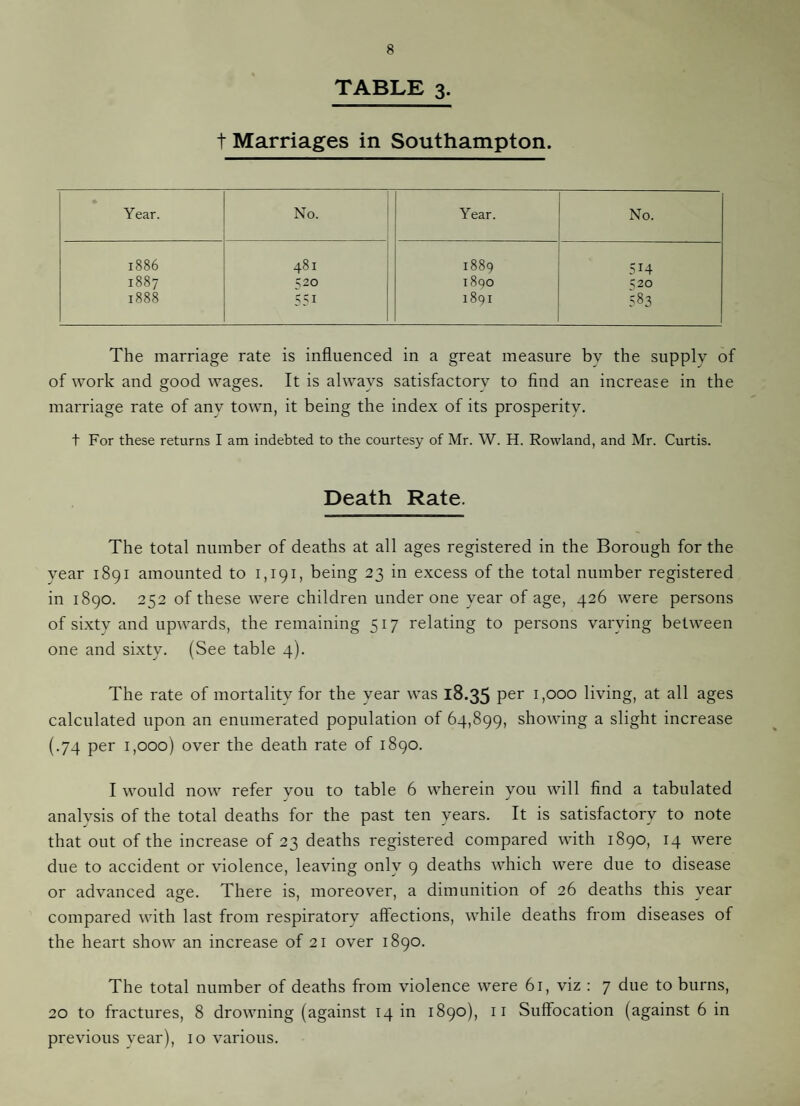 8
TABLE 3.
† Marriages in Southampton.
Year. No. Year. No.
1886 481 1889 514
1887 520 1890 520
1888 551 1891 583
The marriage rate is influenced in a great measure by the supply of
of work and good wages. It is always satisfactory to find an increase in the
marriage rate of any town, it being the index of its prosperity.
† For these returns I am indebted to the courtesy of Mr. W. H. Rowland, and Mr. Curtis.
Death Rate.
The total number of deaths at all ages registered in the Borough for the
year 1891 amounted to 1,191, being 23 in excess of the total number registered
in 1890. 252 of these were children under one year of age, 426 were persons
of sixty and upwards, the remaining 517 relating to persons varying between
one and sixty. (See table 4).
The rate of mortality for the year was 18.35 per 1,000 living, at all ages
calculated upon an enumerated population of 64,899, showing a slight increase
(.74 per 1,000) over the death rate of 1890.
I would now refer you to table 6 wherein you will find a tabulated
analysis of the total deaths for the past ten years. It is satisfactory to note
that out of the increase of 23 deaths registered compared with 1890, 14 were
due to accident or violence, leaving only 9 deaths which were due to disease
or advanced age. There is, moreover, a dimunition of 26 deaths this year
compared with last from respiratory affections, while deaths from diseases of
the heart show an increase of 21 over 1890.
The total number of deaths from violence were 61, viz : 7 due to burns,
20 to fractures, 8 drowning (against 14 in 1890), 11 Suffocation (against 6 in
previous year), 10 various.